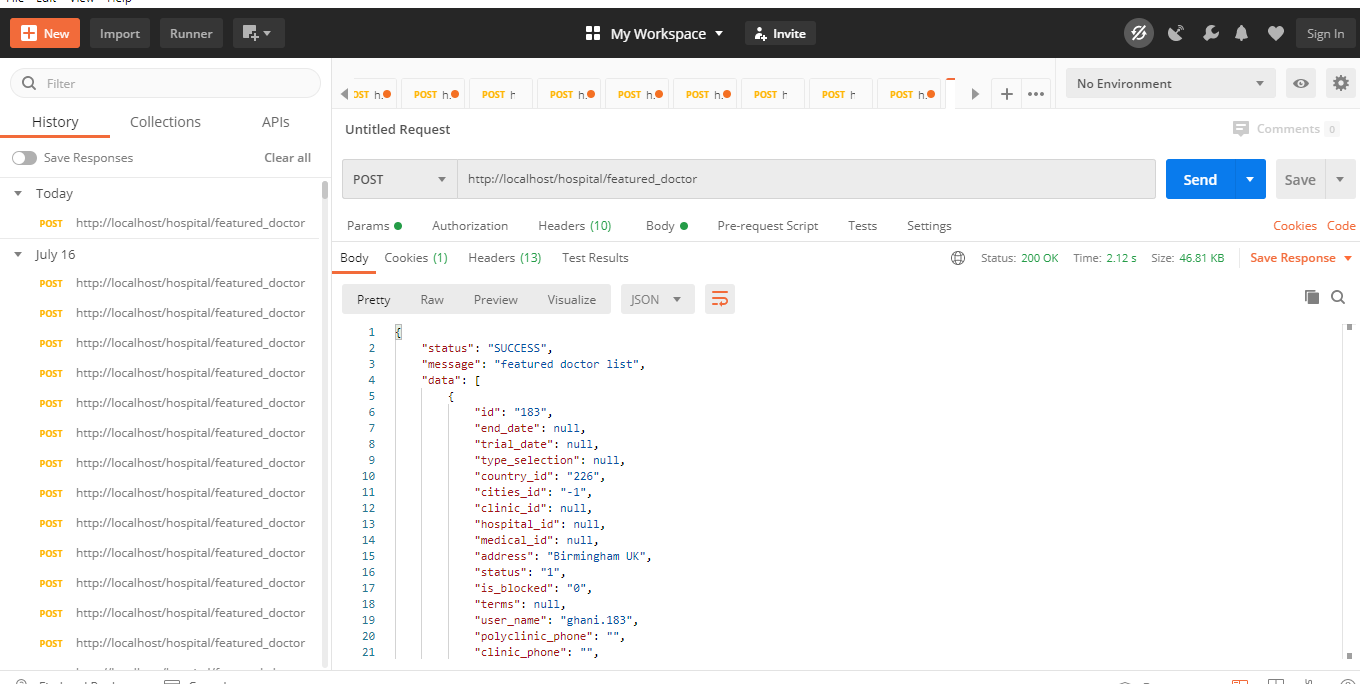 File Edit View Help
New
Import
Runner
My Workspace
Invite
Sign In
Filter
POST h.
POST h.
POST h
POST h.
POST h.
POST h.
POST h
POST h
POST h.
No Environment
History
Collections
APIs
Save Responses
Clear all
Untitled Request
Comments 0
POST
http://localhost/hospital/featured_doctor
Send
Save
Params
Authorization
Headers (10)
Body
Pre-request Script
Tests
Settings
Cookies
Code
Body
Cookies (1)
Headers (13)
Test Results
Status: 200 OK
Time: 2.12 s
Size: 46.81 KB
Save Response
Pretty
Raw
Preview
Visualize
JSON
Today
POST http://localhost/hospital/featured_doctor
July 16
POST http://localhost/hospital/featured_doctor
POST http://localhost/hospital/featured_doctor
POST http://localhost/hospital/featured_doctor
POST http://localhost/hospital/featured_doctor
POST http://localhost/hospital/featured_doctor
POST http://localhost/hospital/featured_doctor
POST http://localhost/hospital/featured_doctor
POST http://localhost/hospital/featured_doctor
POST http://localhost/hospital/featured_doctor
POST http://localhost/hospital/featured_doctor
POST http://localhost/hospital/featured_doctor
POST http://localhost/hospital/featured_doctor
POST http://localhost/hospital/featured_doctor
1 {
2 "status": "SUCCESS",
3 "message": "featured doctor list",
4 "data": [
5 {
6 "id": "183",
7 "end_date": null,
8 "trial_date": null,
9 "type_selection": null,
10 "country_id": "226",
11 "cities_id": "-1",
12 "clinic_id": null,
13 "hospital_id": null,
14 "medical_id": null,
15 "address": "Birmingham UK",
16 "status": "1",
17 "is_blocked": "0",
18 "terms": null,
19 "user_name": "ghani.183",
20 "polyclinic_phone": "",
21 "clinic_phone": "",